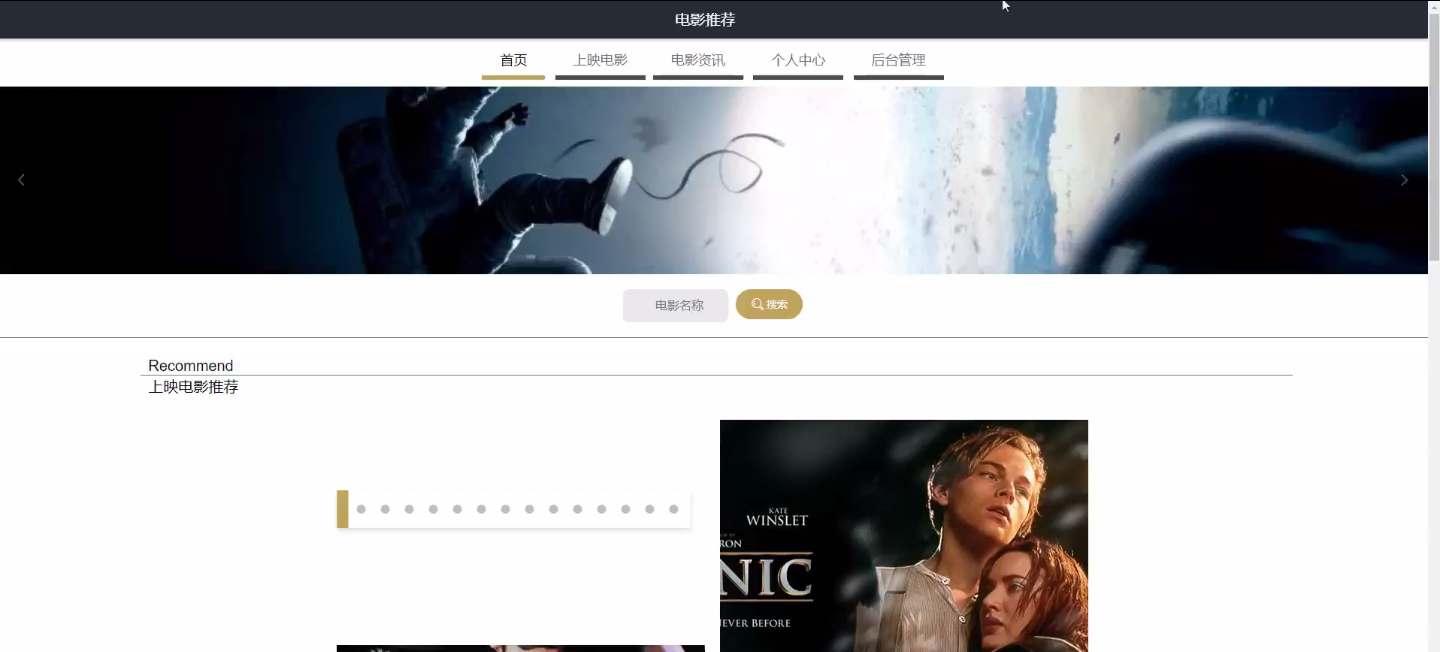 电影推荐
首页 上映电影 电影资讯 个人中心 后台管理
电影名称 搜索
Recommend
上映电影推荐
KATE
WINSLET
RON
NIC
EVER BEFORE